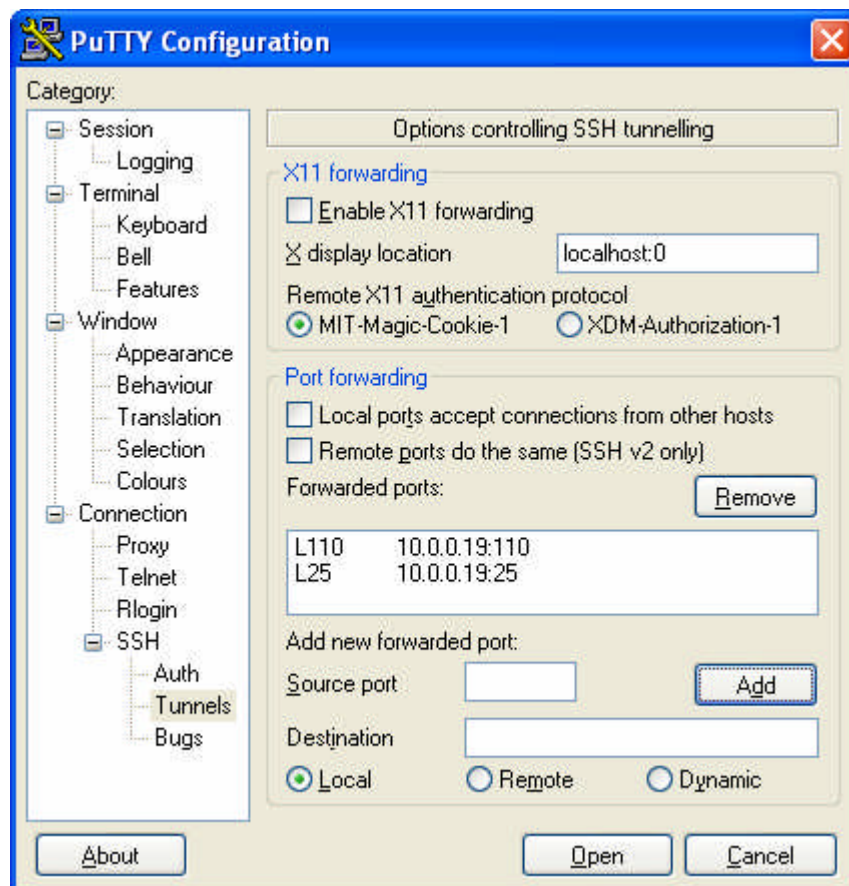 PuTTY Configuration
Category:
Session
Logging
Terminal
Keyboard
Bell
Features
Window
Appearance
Behaviour
Translation
Selection
Colours
Connection
Proxy
Telnet
Rlogin
SSH
Auth
Tunnels
Bugs
Options controlling SSH tunnelling
X11 forwarding
Enable X11 forwarding
X display location localhost:0
Remote X11 authentication protocol
MIT-Magic-Cookie-1 XDM-Authorization-1
Port forwarding
Local ports accept connections from other hosts
Remote ports do the same (SSH v2 only)
Forwarded ports: Remove
L110 10.0.0.19:110
L25 10.0.0.19:25
Add new forwarded port:
Source port Add
Destination
Local Remote Dynamic
About Open Cancel